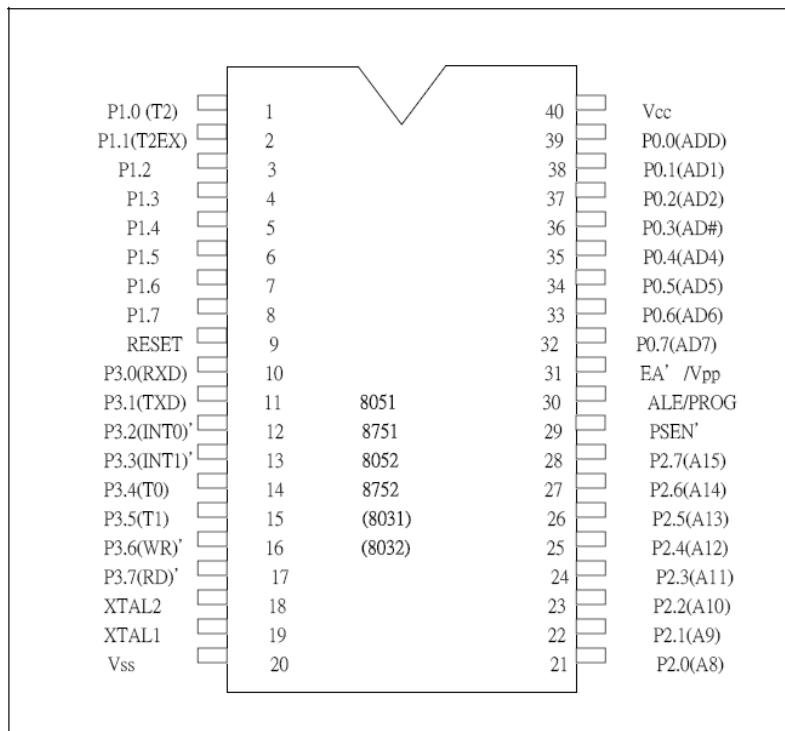 P1.0 (T2) 1 40 Vcc
P1.1(T2EX) 2 39 P0.0(ADD)
P1.2 3 38 P0.1(AD1)
P1.3 4 37 P0.2(AD2)
P1.4 5 36 P0.3(AD#)
P1.5 6 35 P0.4(AD4)
P1.6 7 34 P0.5(AD5)
P1.7 8 33 P0.6(AD6)
RESET 9 32 P0.7(AD7)
P3.0(RXD) 10 31 EA' /Vpp
P3.1(TXD) 11 8051 30 ALE/PROG
P3.2(INT0)' 12 8751 29 PSEN'
P3.3(INT1)' 13 8052 28 P2.7(A15)
P3.4(T0) 14 8752 27 P2.6(A14)
P3.5(T1) 15 (8031) 26 P2.5(A13)
P3.6(WR)' 16 (8032) 25 P2.4(A12)
P3.7(RD)' 17 24 P2.3(A11)
XTAL2 18 23 P2.2(A10)
XTAL1 19 22 P2.1(A9)
Vss 20 21 P2.0(A8)